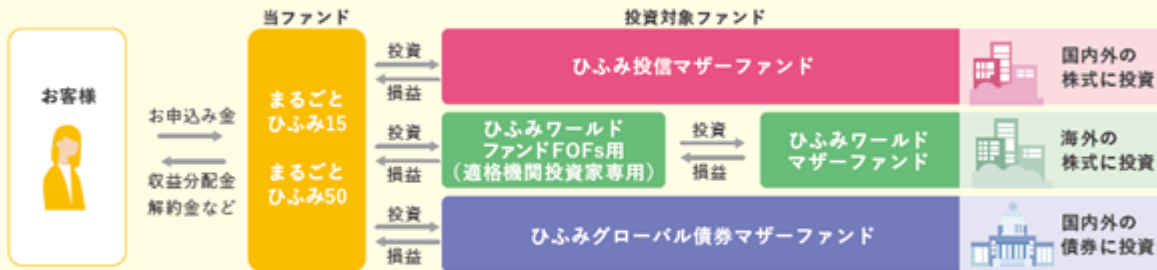 当ファンド
投資対象ファンド
お客様
お申込み金
収益分配金
解約金など
まるごと
ひふみ15
まるごと
ひふみ50
投資
損益
ひふみ投信マザーファンド
国内外の
株式に投資
投資
損益
ひふみワールド
ファンドFOFs用
(適格機関投資家専用)
投資
損益
ひふみワールド
マザーファンド
海外の
株式に投資
投資
損益
ひふみグローバル債券マザーファンド
国内外の
債券に投資